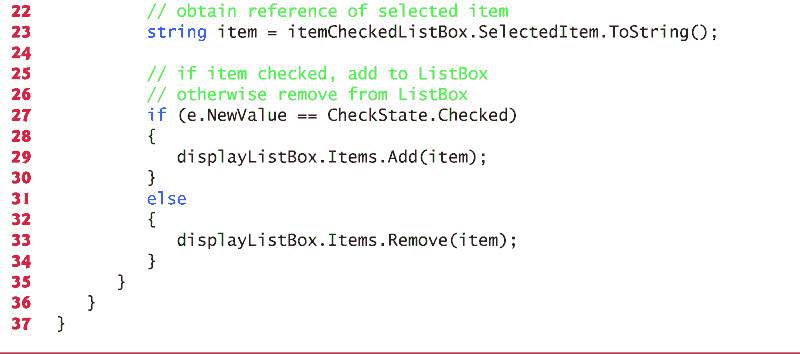 22 // obtain reference of selected item
23 string item = itemCheckedListBox.SelectedItem.ToString();
24
25 // if item checked, add to ListBox
26 // otherwise remove from ListBox
27 if (e.NewValue == CheckState.Checked)
28 {
29 displayListBox.Items.Add(item);
30 }
31 else
32 {
33 displayListBox.Items.Remove(item);
34 }
35 }
36 }
37 }